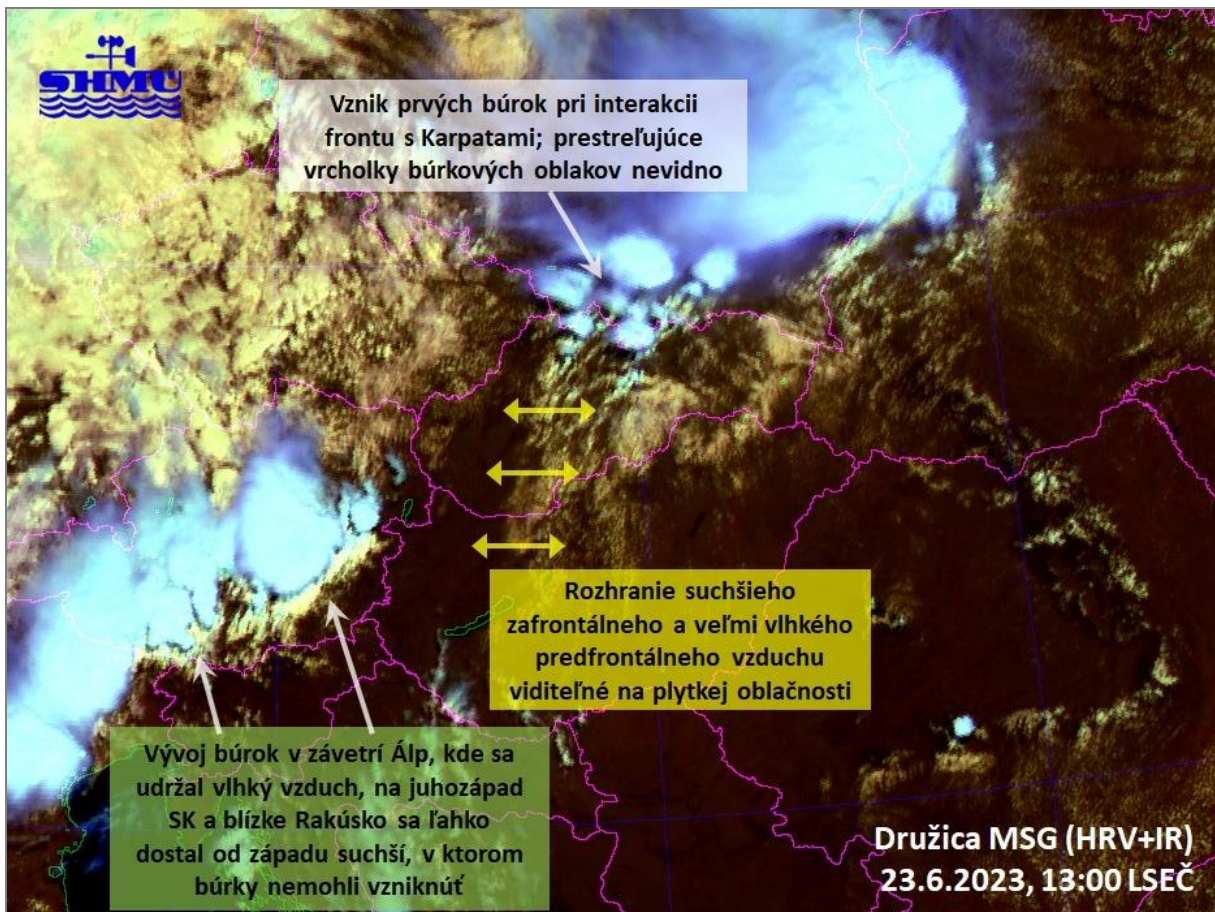 SHMÚ
Vznik prvých búrok pri interakcii
frontu s Karpatami; prestreľujúce
vrcholky búrkových oblakov nevidno
Rozhranie suchšieho
zafrontálneho a veľmi vlhkého
predfrontálneho vzduchu
viditeľné na plytkej oblačnosti
Vývoj búrok v závetrí Álp, kde sa
udržal vlhký vzduch, na juhozápad
SK a blízke Rakúsko sa ľahko
dostal od západu suchší, v ktorom
búrky nemohli vzniknúť
Družica MSG (HRV+IR)
23.6.2023, 13:00 LSEČ